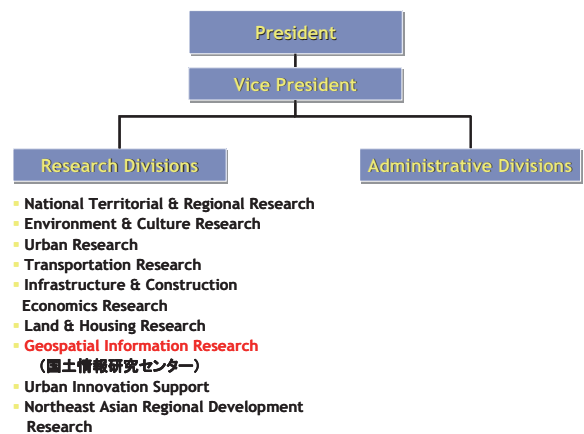 President
Vice President
Research Divisions
Administrative Divisions
National Territorial & Regional Research
Environment & Culture Research
Urban Research
Transportation Research
Infrastructure & Construction
Economics Research
Land & Housing Research
Geospatial Information Research
（国土情報研究センター）
Urban Innovation Support
Northeast Asian Regional Development
Research